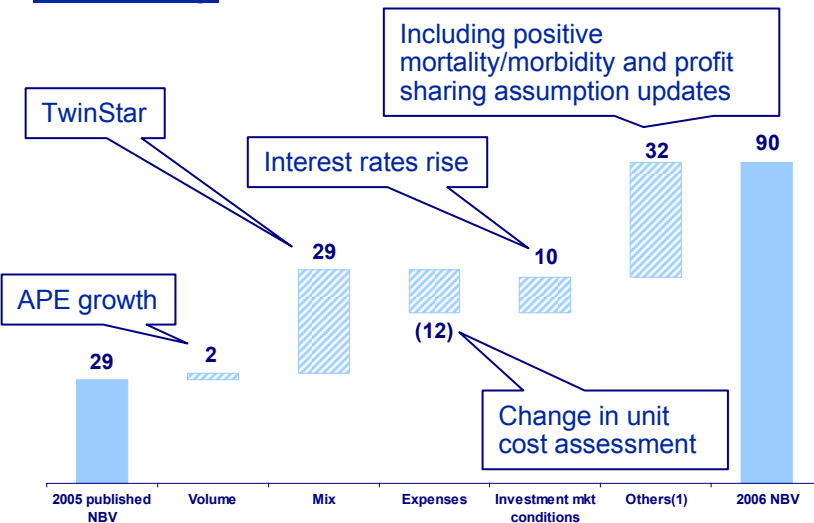 Including positive
mortality/morbidity and profit
sharing assumption updates
TwinStar
Interest rates rise
32
90
29
10
APE growth
(12)
29
2
Change in unit
cost assessment
2005 published
NBV
Volume
Mix
Expenses
Investment mkt
conditions
Others(1)
2006 NBV